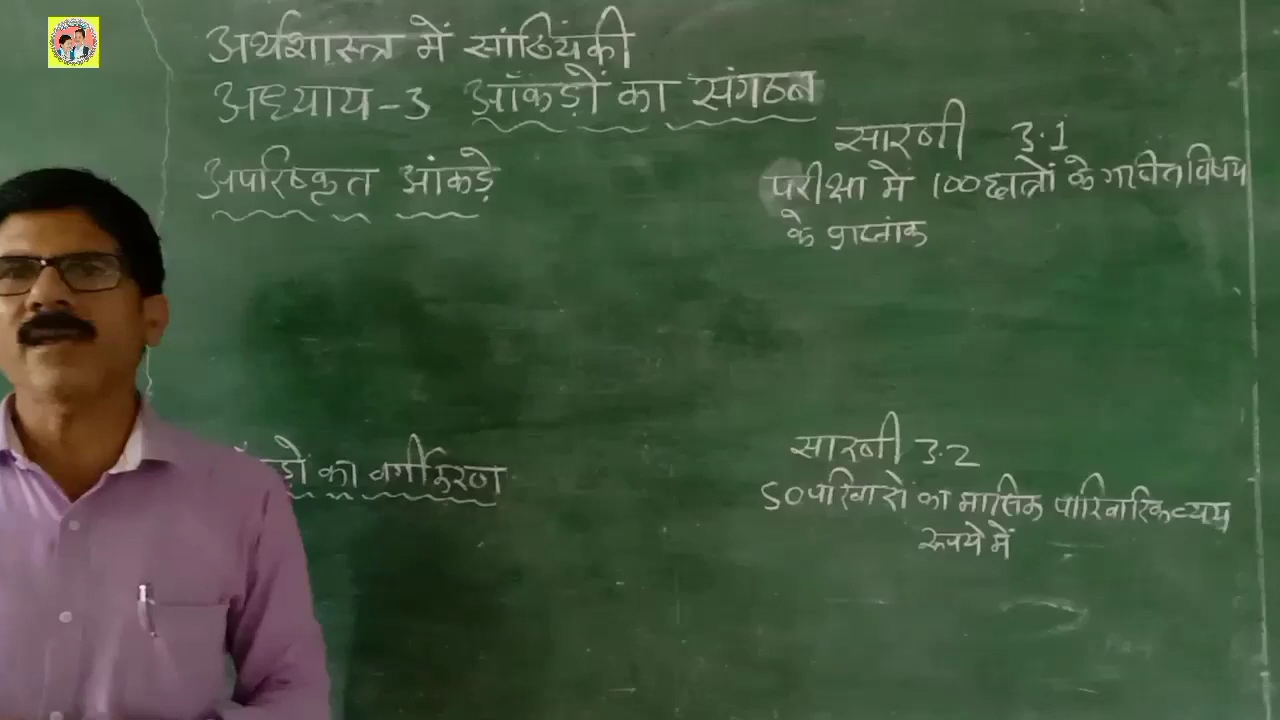 अर्थशास्त्र में सांख्यिकी
अध्याय-3 आँकड़ों का संगठन
अपरिष्कृत आंकड़े
सारणी 3.1
परीक्षा मे 100 छात्रों के गणित विषय
के प्राप्तांक
का वर्गीकरण
सारणी 3.2
50 परिवारों का मासिक पारिवारिक व्यय
रूपये में